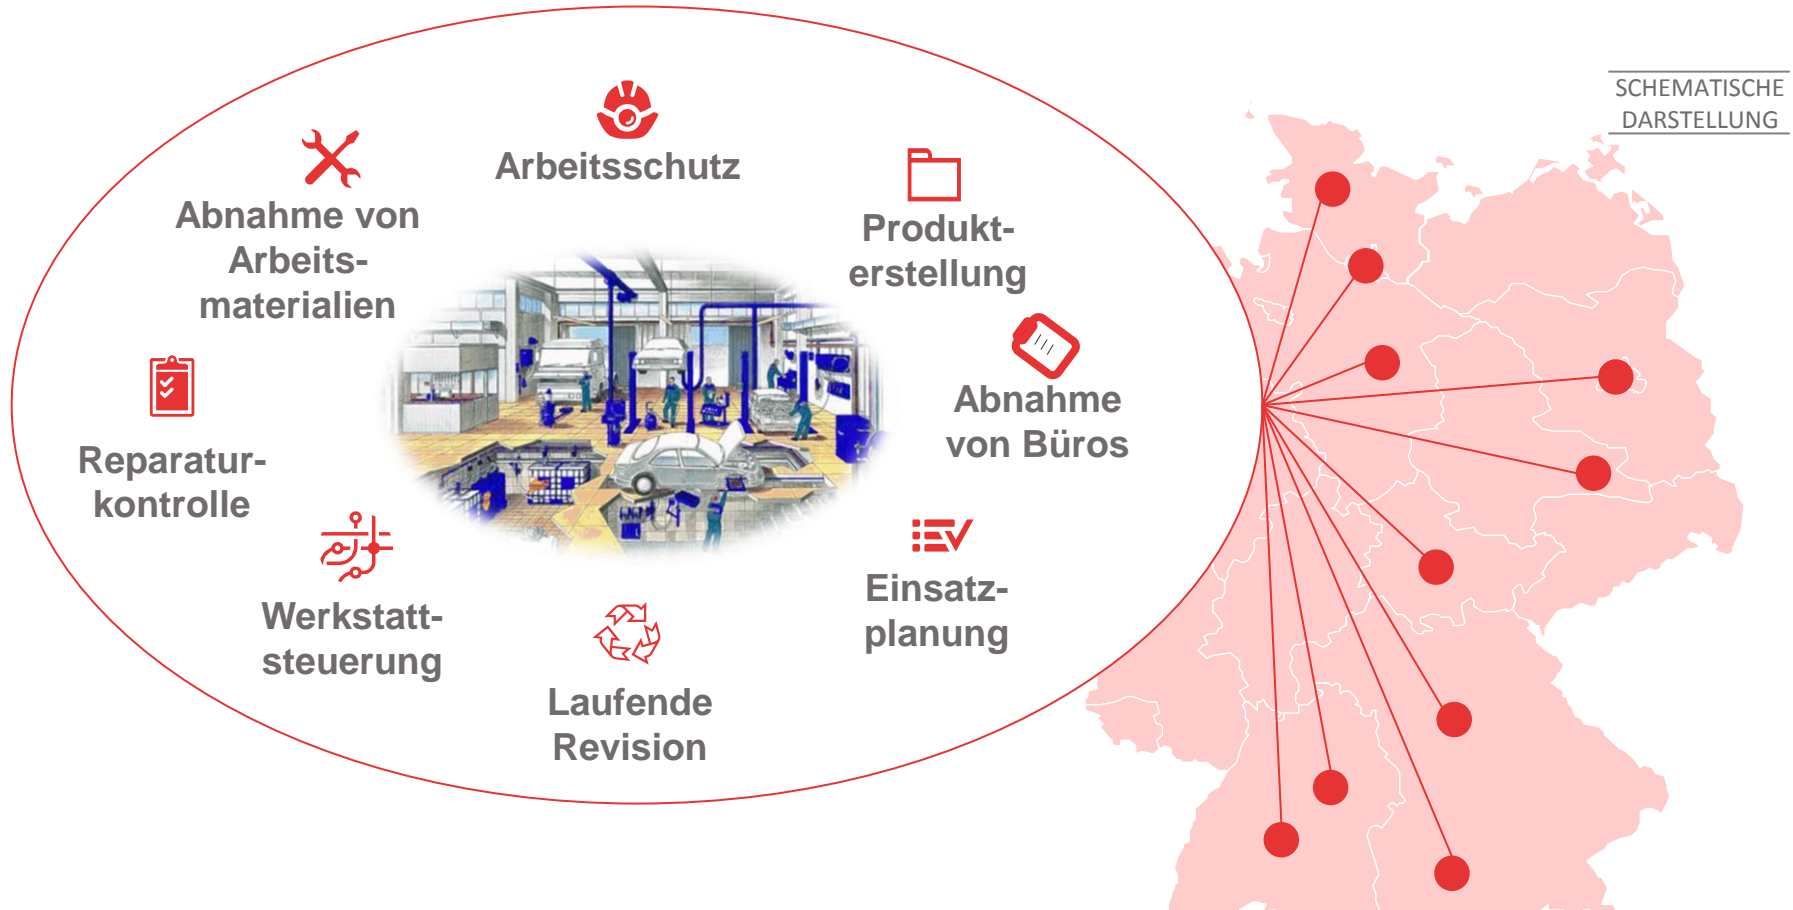 SCHEMATISCHE
DARSTELLUNG
Arbeitsschutz
Abnahme von
Arbeits-
materialien
Produkt-
erstellung
Abnahme
von Büros
Reparatur-
kontrolle
Einsatz-
planung
Werkstatt-
steuerung
Laufende
Revision